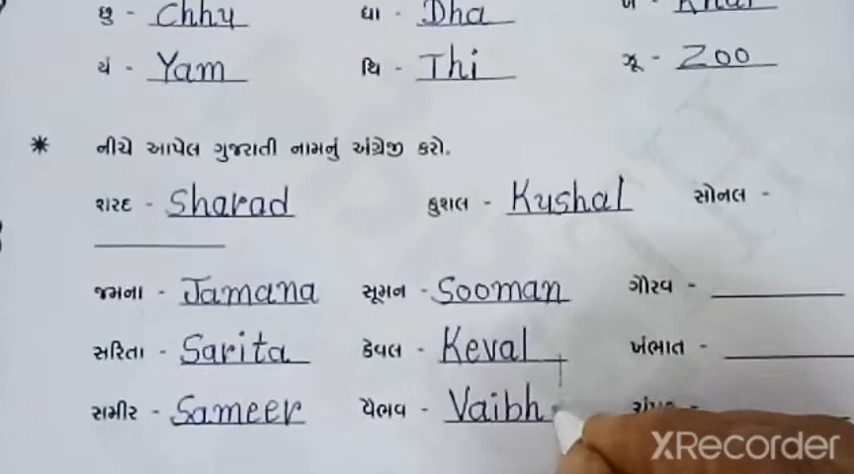 છુ - Chhu ધા - Dha
યં - Yam થિ - Thi ઝૂ - Zoo
* નીચે આપેલ ગુજરાતી નામનું અંગ્રેજી કરો.
શરદ - Sharad કુશલ - Kushal સોનલ -
જમના - Jamana સૂમન - Sooman ગૌરવ -
સરિતા - Sarita કેવલ - Keval ખંભાત -
સમીર - Sameer વૈભવ - Vaibh
XRecorder